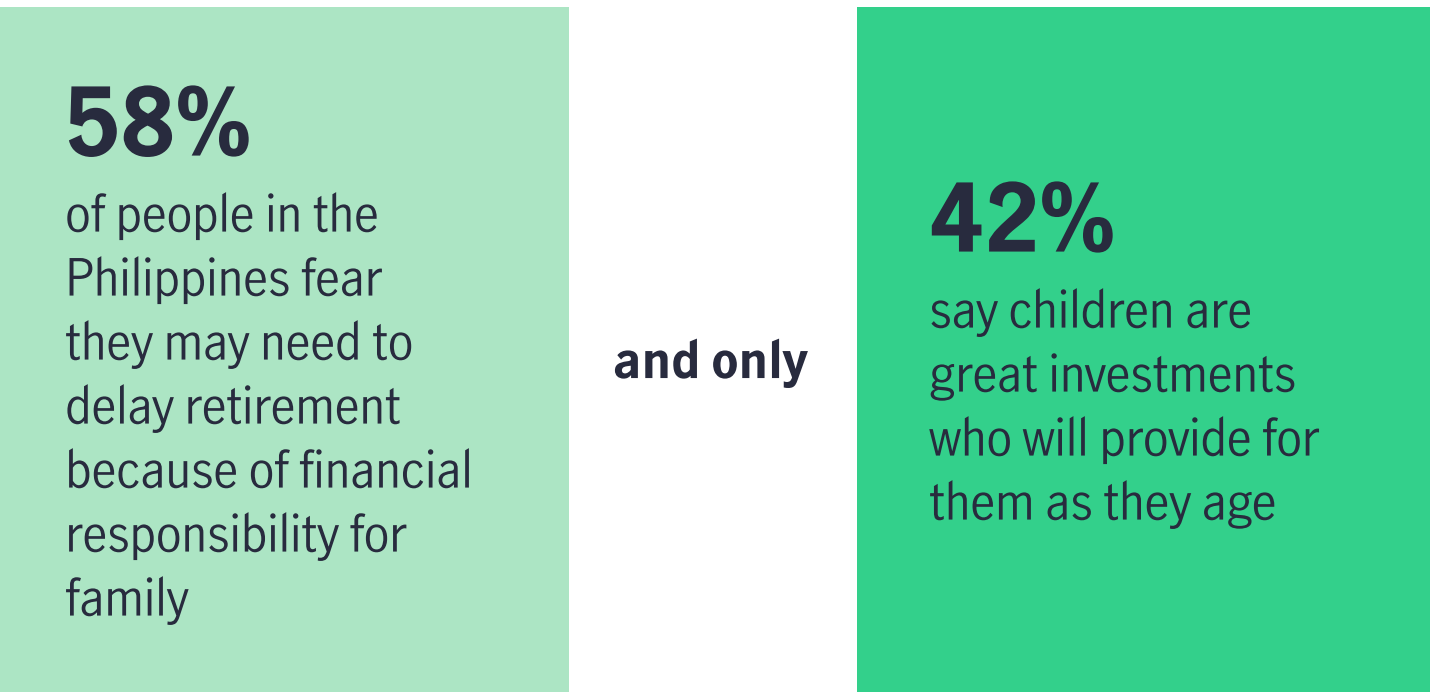 58%
of people in the
Philippines fear
they may need to
delay retirement
because of financial
responsibility for
family
and only
42%
say children are
great investments
who will provide for
them as they age